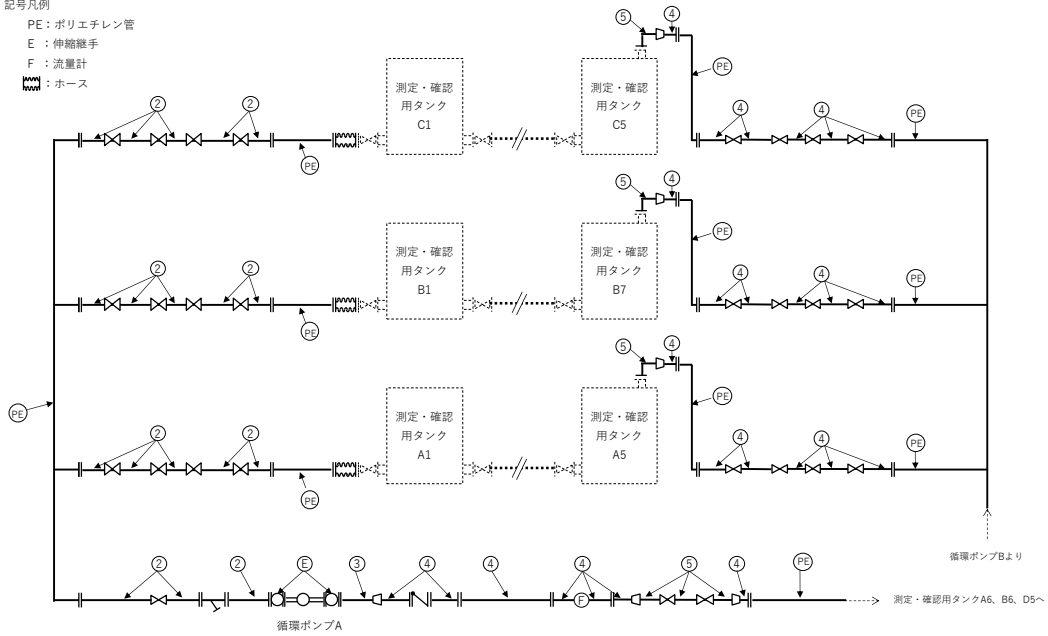 記号凡例
PE：ポリエチレン管
E ：伸縮継手
F ：流量計
：ホース
⑤ ④
PE
② ② ④ ④ PE
測定・確認
用タンク
C1
測定・確認
用タンク
C5
PE
⑤ ④
PE
② ② ④ ④ PE
測定・確認
用タンク
B1
測定・確認
用タンク
B7
PE
⑤ ④
PE
PE
② ② ④ ④ PE
測定・確認
用タンク
A1
測定・確認
用タンク
A5
PE
循環ポンプBより
② ② E ③ ④ ④ ④ ⑤ ④ PE
F
測定・確認用タンクA6、B6、D5へ
循環ポンプA